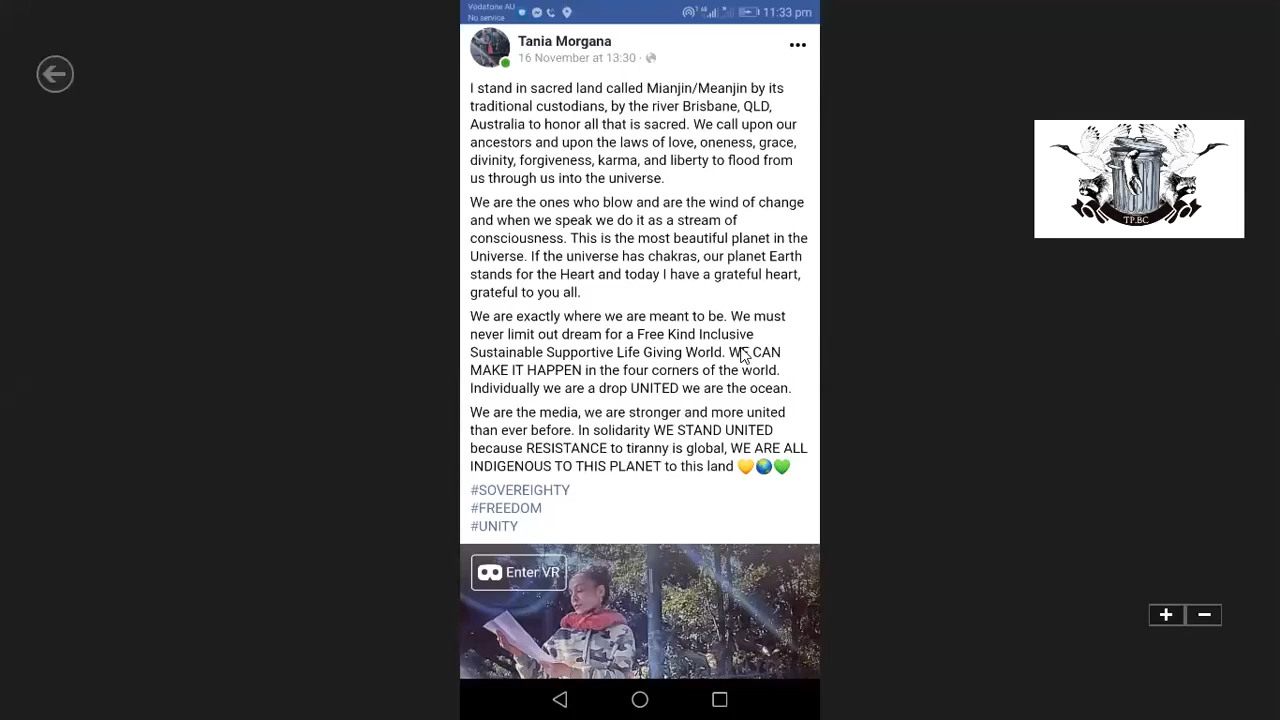 Vodafone AU
No service
11:33 pm
Tania Morgana
16 November at 13:30 ·
I stand in sacred land called Mianjin/Meanjin by its
traditional custodians, by the river Brisbane, QLD,
Australia to honor all that is sacred. We call upon our
ancestors and upon the laws of love, oneness, grace,
divinity, forgiveness, karma, and liberty to flood from
us through us into the universe.
We are the ones who blow and are the wind of change
and when we speak we do it as a stream of
consciousness. This is the most beautiful planet in the
Universe. If the universe has chakras, our planet Earth
stands for the Heart and today I have a grateful heart,
grateful to you all.
We are exactly where we are meant to be. We must
never limit out dream for a Free Kind Inclusive
Sustainable Supportive Life Giving World. WE CAN
MAKE IT HAPPEN in the four corners of the world.
Individually we are a drop UNITED we are the ocean.
We are the media, we are stronger and more united
than ever before. In solidarity WE STAND UNITED
because RESISTANCE to tiranny is global, WE ARE ALL
INDIGENOUS TO THIS PLANET to this land 💛🌏💚
#SOVEREIGHTY
#FREEDOM
#UNITY
Enter VR
TP.BC